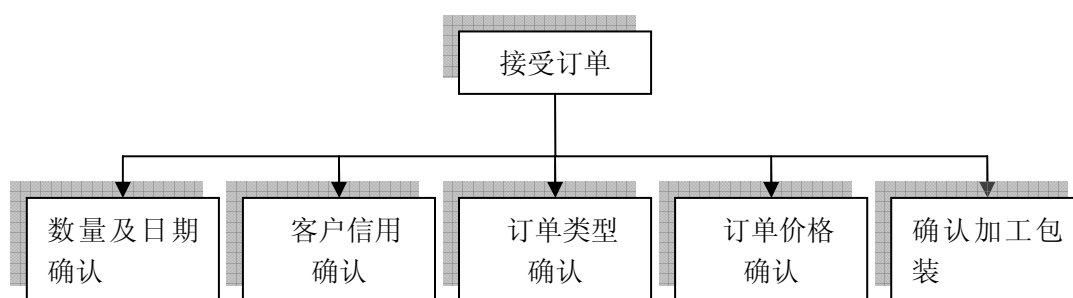 接受订单
数量及日期
确认
客户信用
确认
订单类型
确认
订单价格
确认
确认加工包
装